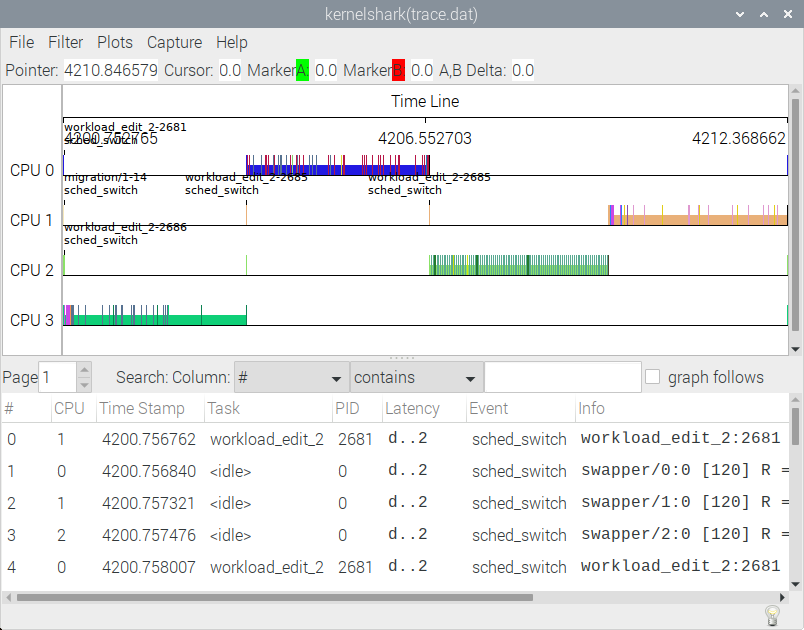 kernelshark(trace.dat)
File Filter Plots Capture Help
Pointer: 4210.846579 Cursor: 0.0 Marker A: 0.0 Marker B: 0.0 A,B Delta: 0.0
Time Line
4200.752765 4206.552703 4212.368662
workload_edit_2-2681
sched_switch
CPU 0
migration/1-14 workload_edit_2-2685 workload_edit_2-2685
sched_switch sched_switch sched_switch
CPU 1
workload_edit_2-2686
sched_switch
CPU 2
CPU 3
Page 1 Search: Column: # contains graph follows
# CPU Time Stamp Task PID Latency Event Info
0 1 4200.756762 workload_edit_2 2681 d..2 sched_switch workload_edit_2:2681
1 0 4200.756840 <idle> 0 d..2 sched_switch swapper/0:0 [120] R =
2 1 4200.757321 <idle> 0 d..2 sched_switch swapper/1:0 [120] R =
3 2 4200.757476 <idle> 0 d..2 sched_switch swapper/2:0 [120] R =
4 0 4200.758007 workload_edit_2 2681 d..2 sched_switch workload_edit_2:2681